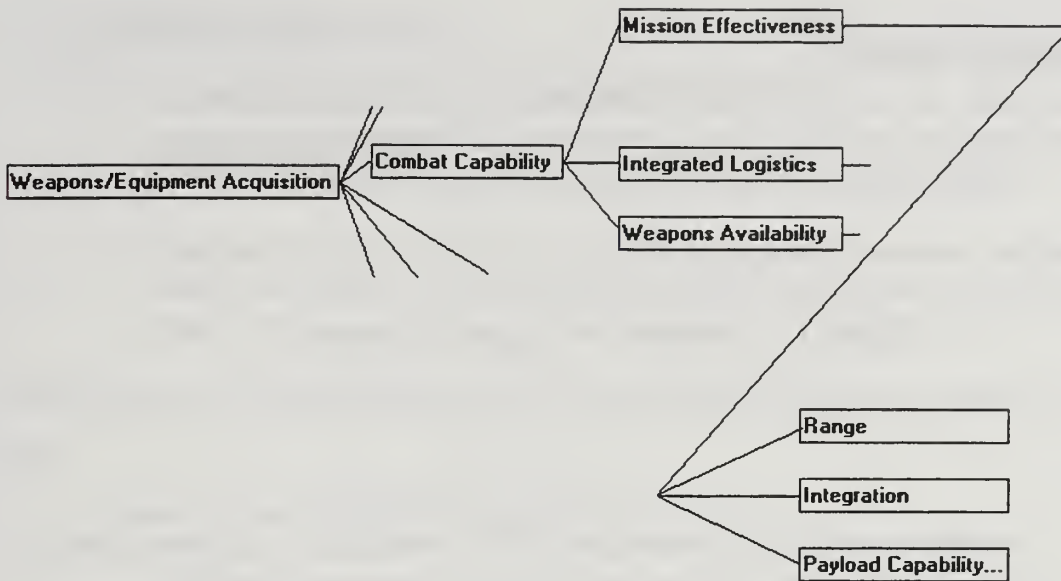 Mission Effectiveness
Combat Capability
Weapons/Equipment Acquisition
Integrated Logistics
Weapons Availability
Range
Integration
Payload Capability...